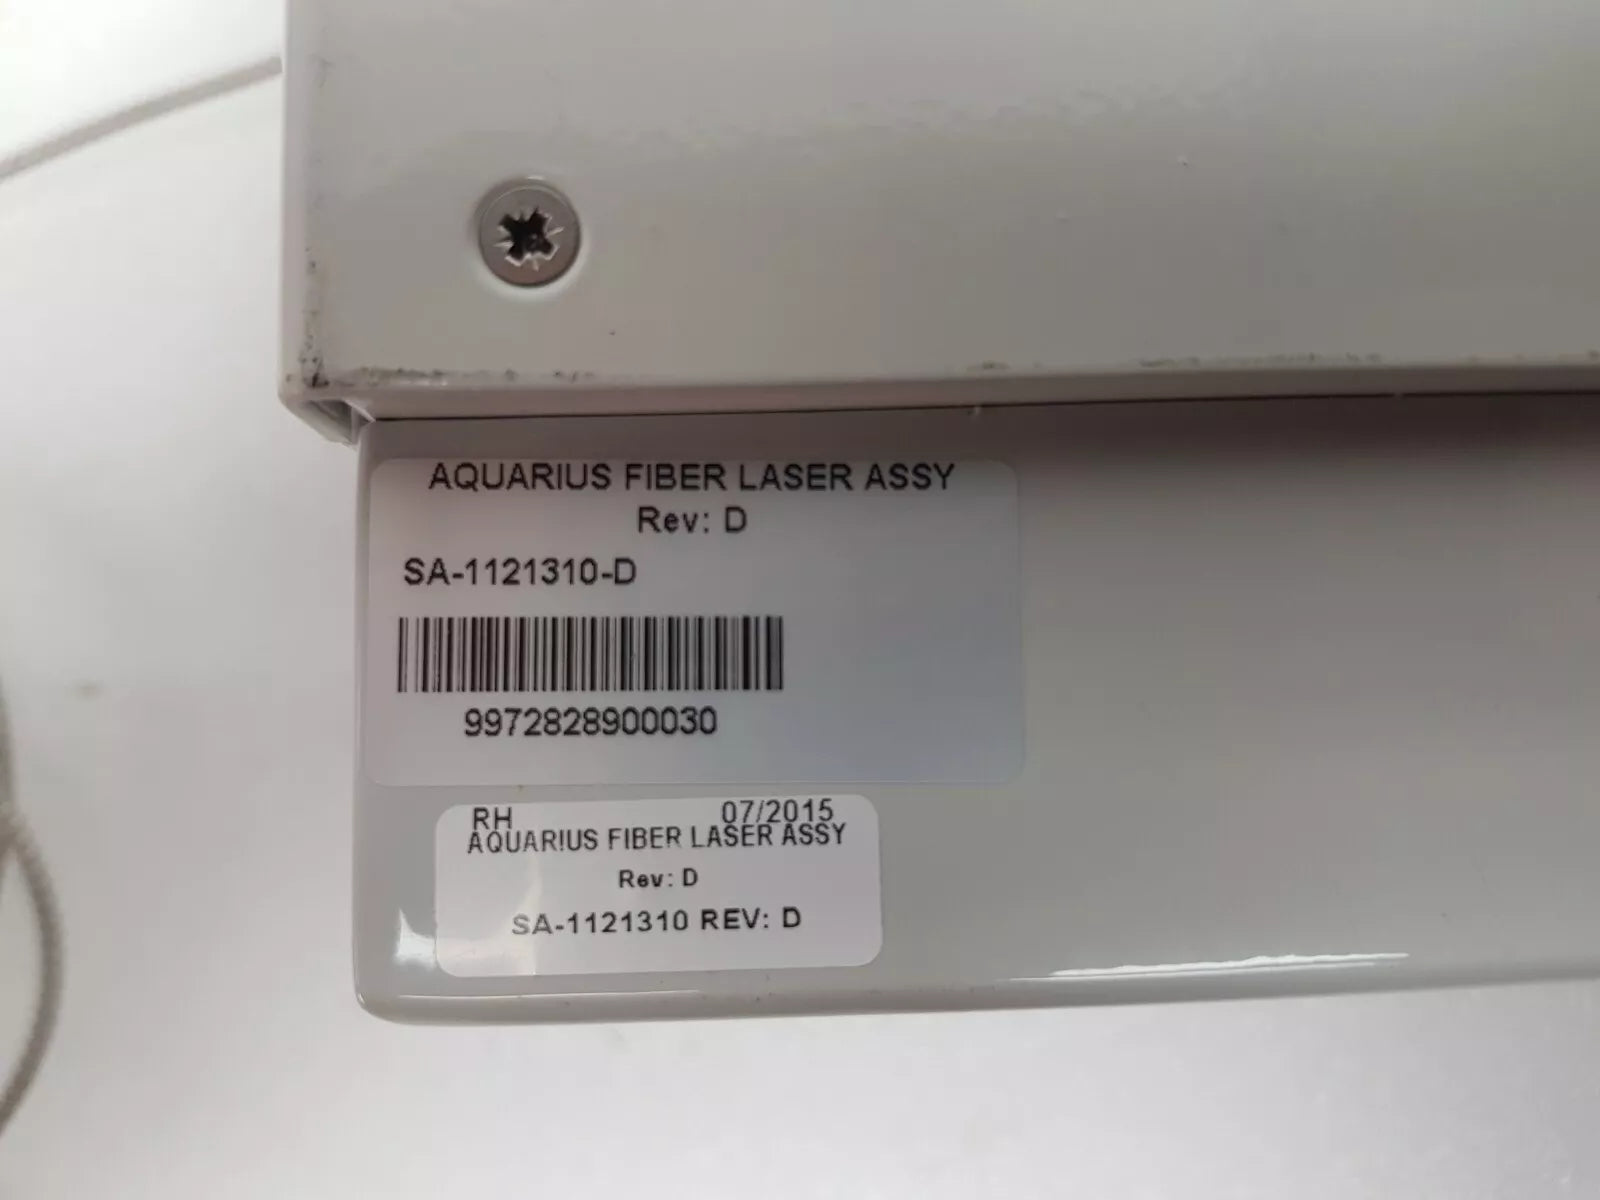 AQUARIUS FIBER LASER ASSY
Rev: D
SA-1121310-D
9972828900030
RH 07/2015
AQUARIUS FIBER LASER ASSY
Rev: D
SA-1121310 REV: D